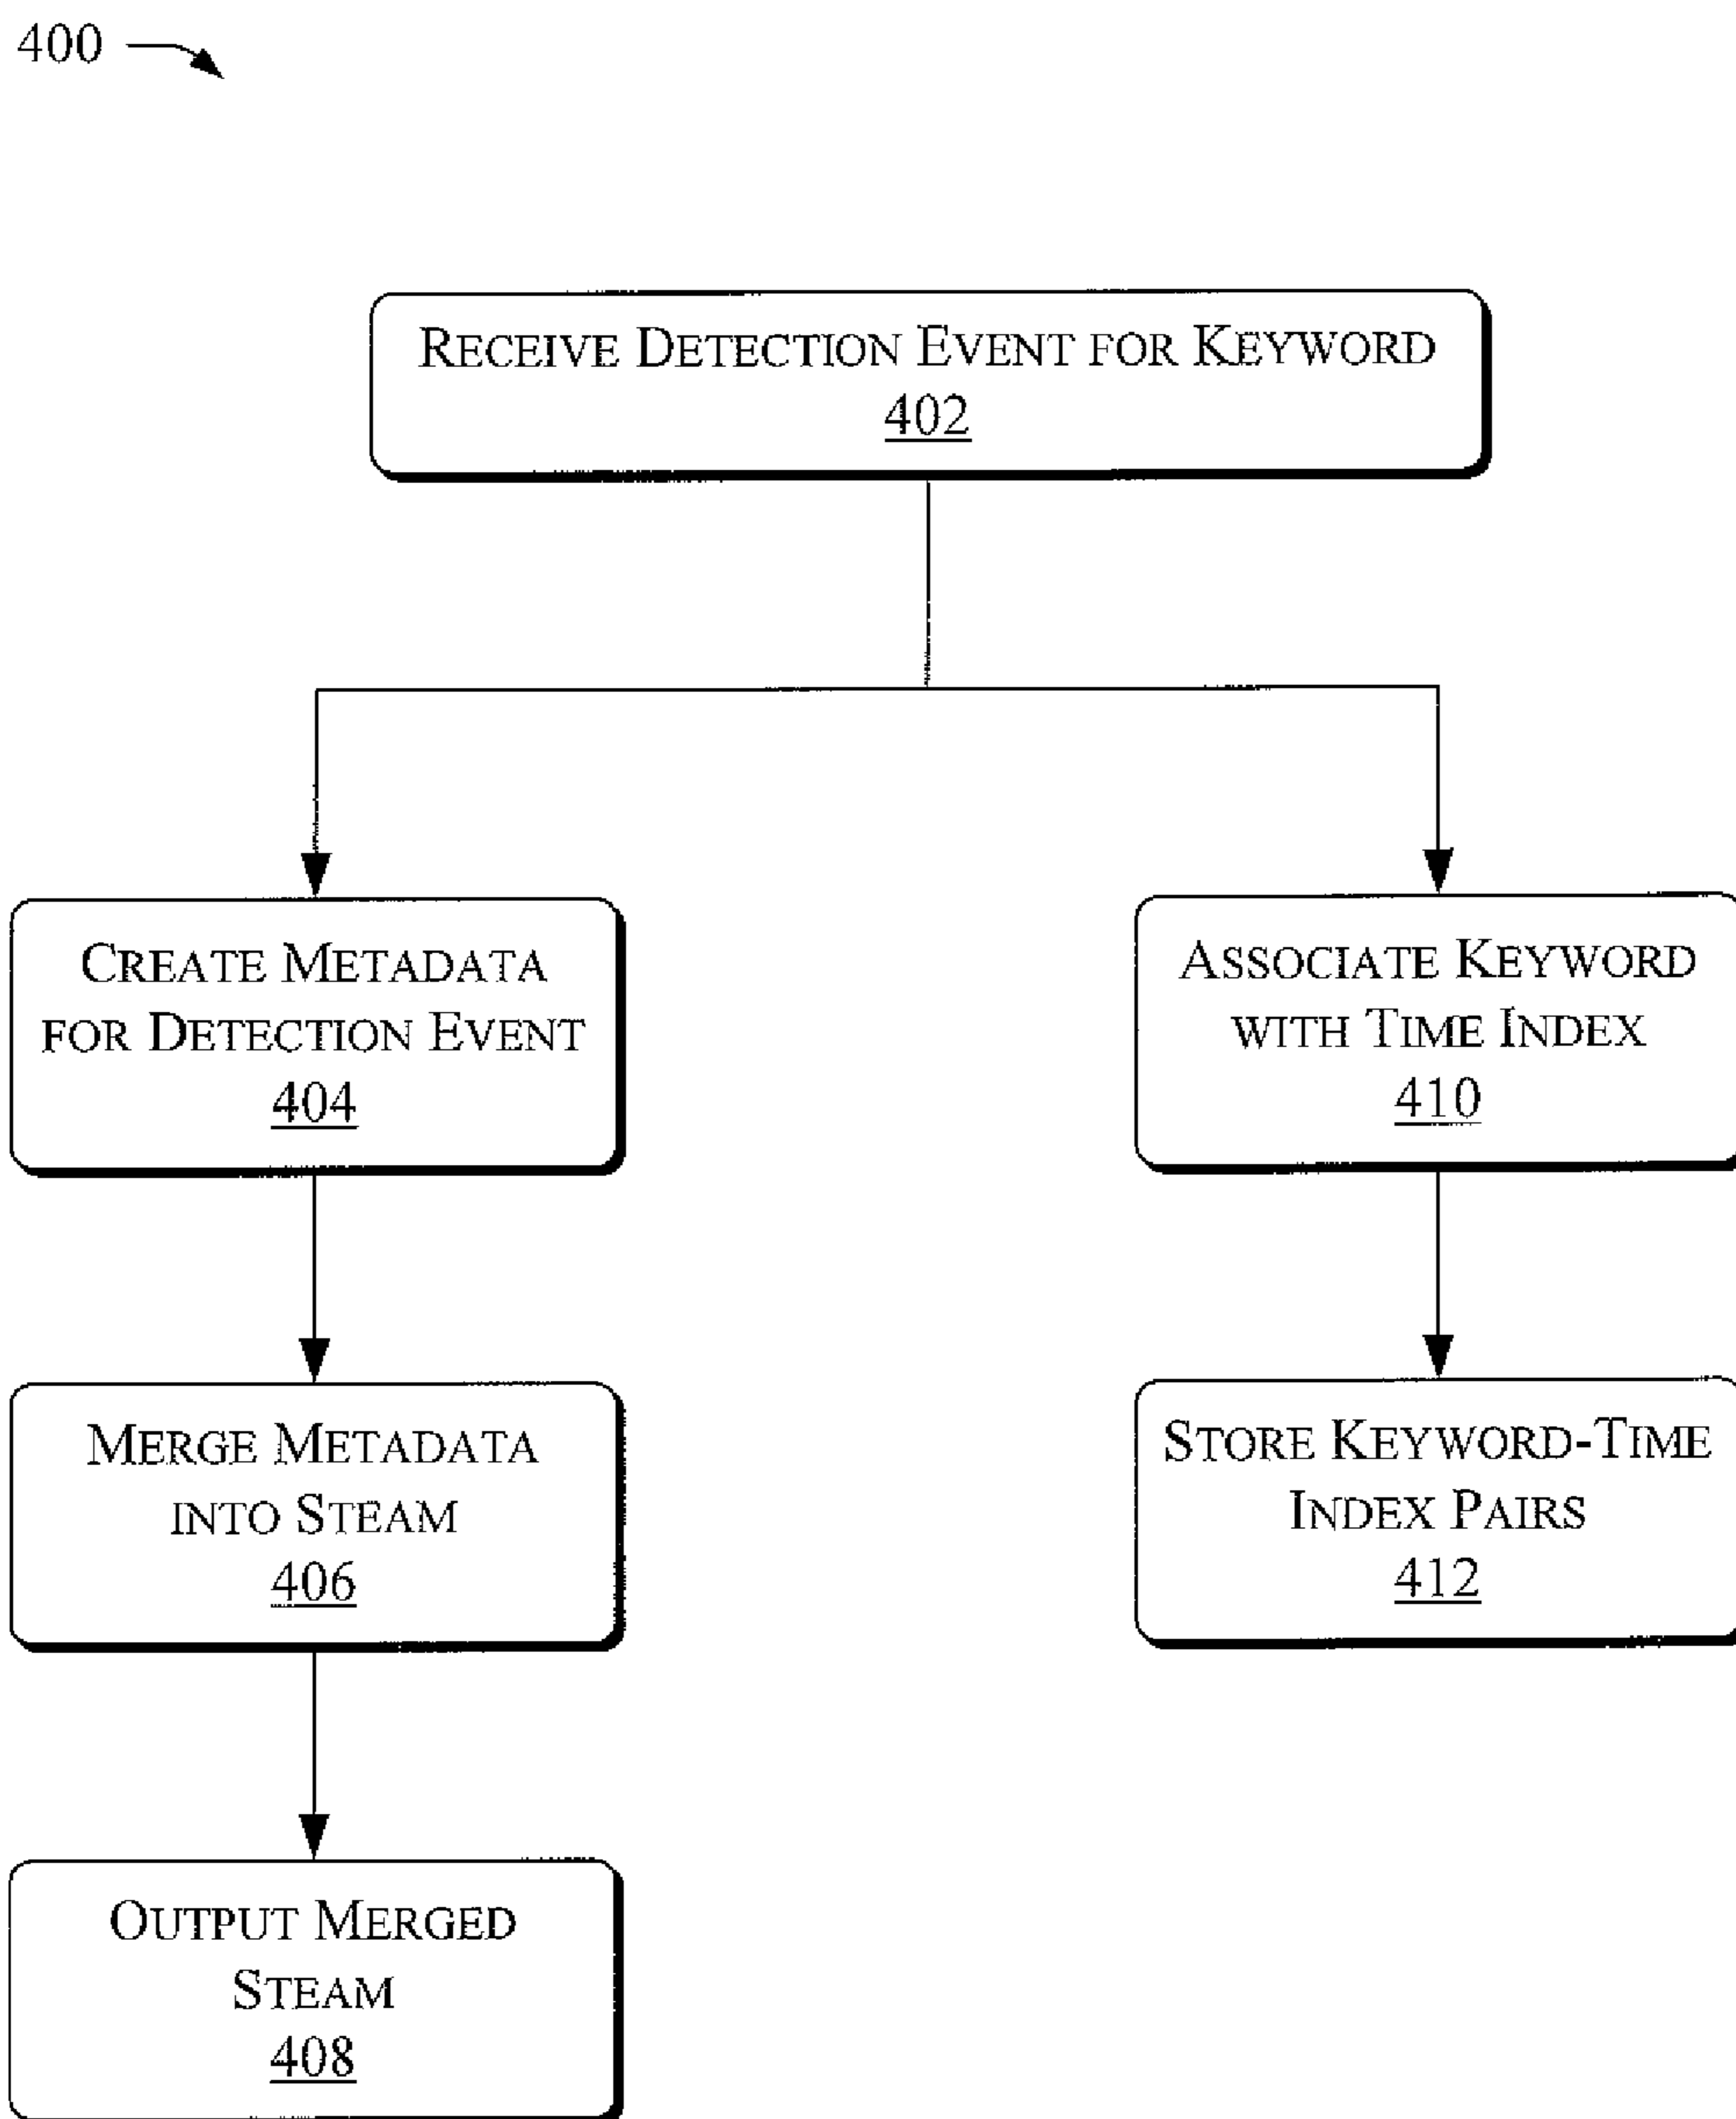 400
RECEIVE DETECTION EVENT FOR KEYWORD
402
CREATE METADATA
FOR DETECTION EVENT
404
MERGE METADATA
INTO STEAM
406
OUTPUT MERGED
STEAM
408
ASSOCIATE KEYWORD
WITH TIME INDEX
410
STORE KEYWORD-TIME
INDEX PAIRS
412